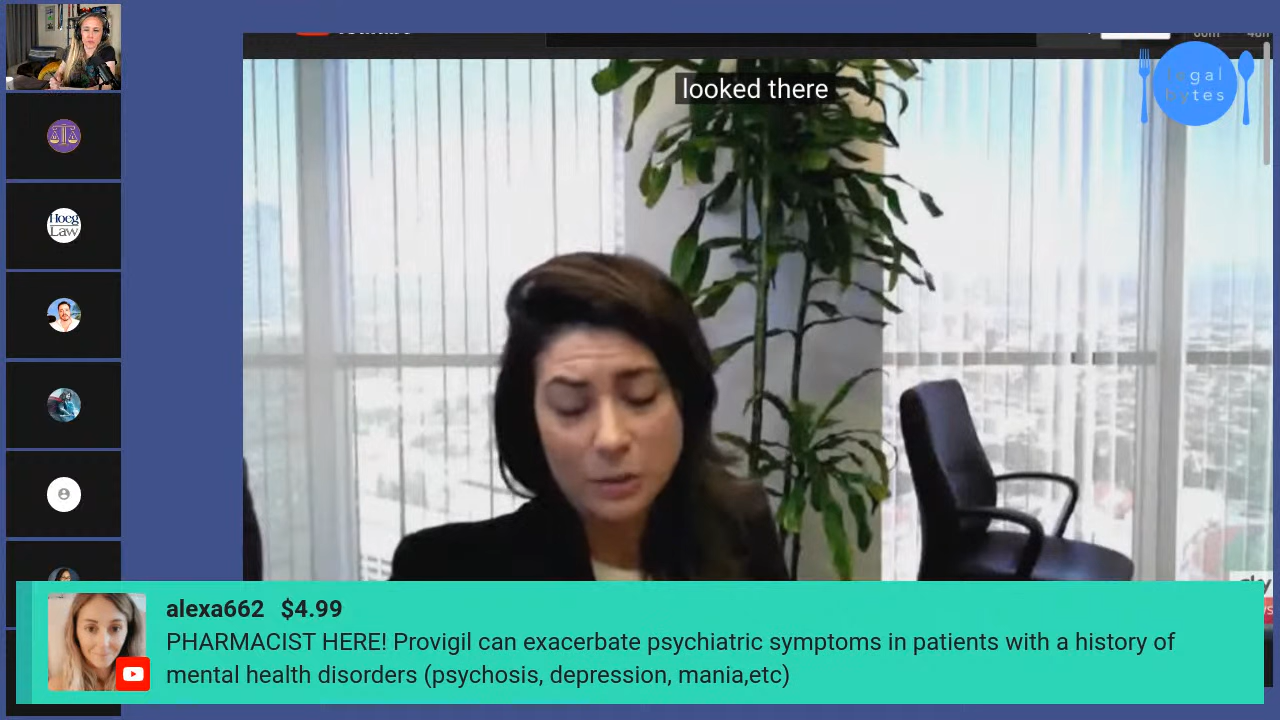 looked there
legal
bytes
Hoeg
Law
alexa662 $4.99
PHARMACIST HERE! Provigil can exacerbate psychiatric symptoms in patients with a history of
mental health disorders (psychosis, depression, mania,etc)